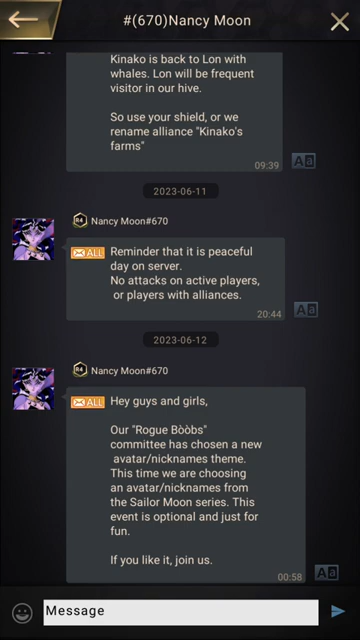 #(670)Nancy Moon
Kinako is back to Lon with
whales. Lon will be frequent
visitor in our hive.
So use your shield, or we
rename alliance "Kinako's
farms"
09:39
Aa
2023-06-11
R4 Nancy Moon#670
ALL Reminder that it is peaceful
day on server.
No attacks on active players,
or players with alliances.
20:44
Aa
2023-06-12
R4 Nancy Moon#670
ALL Hey guys and girls,
Our "Rogue Bòòbs"
committee has chosen a new
avatar/nicknames theme.
This time we are choosing
an avatar/nicknames from
the Sailor Moon series. This
event is optional and just for
fun.
If you like it, join us.
00:58
Aa
Message